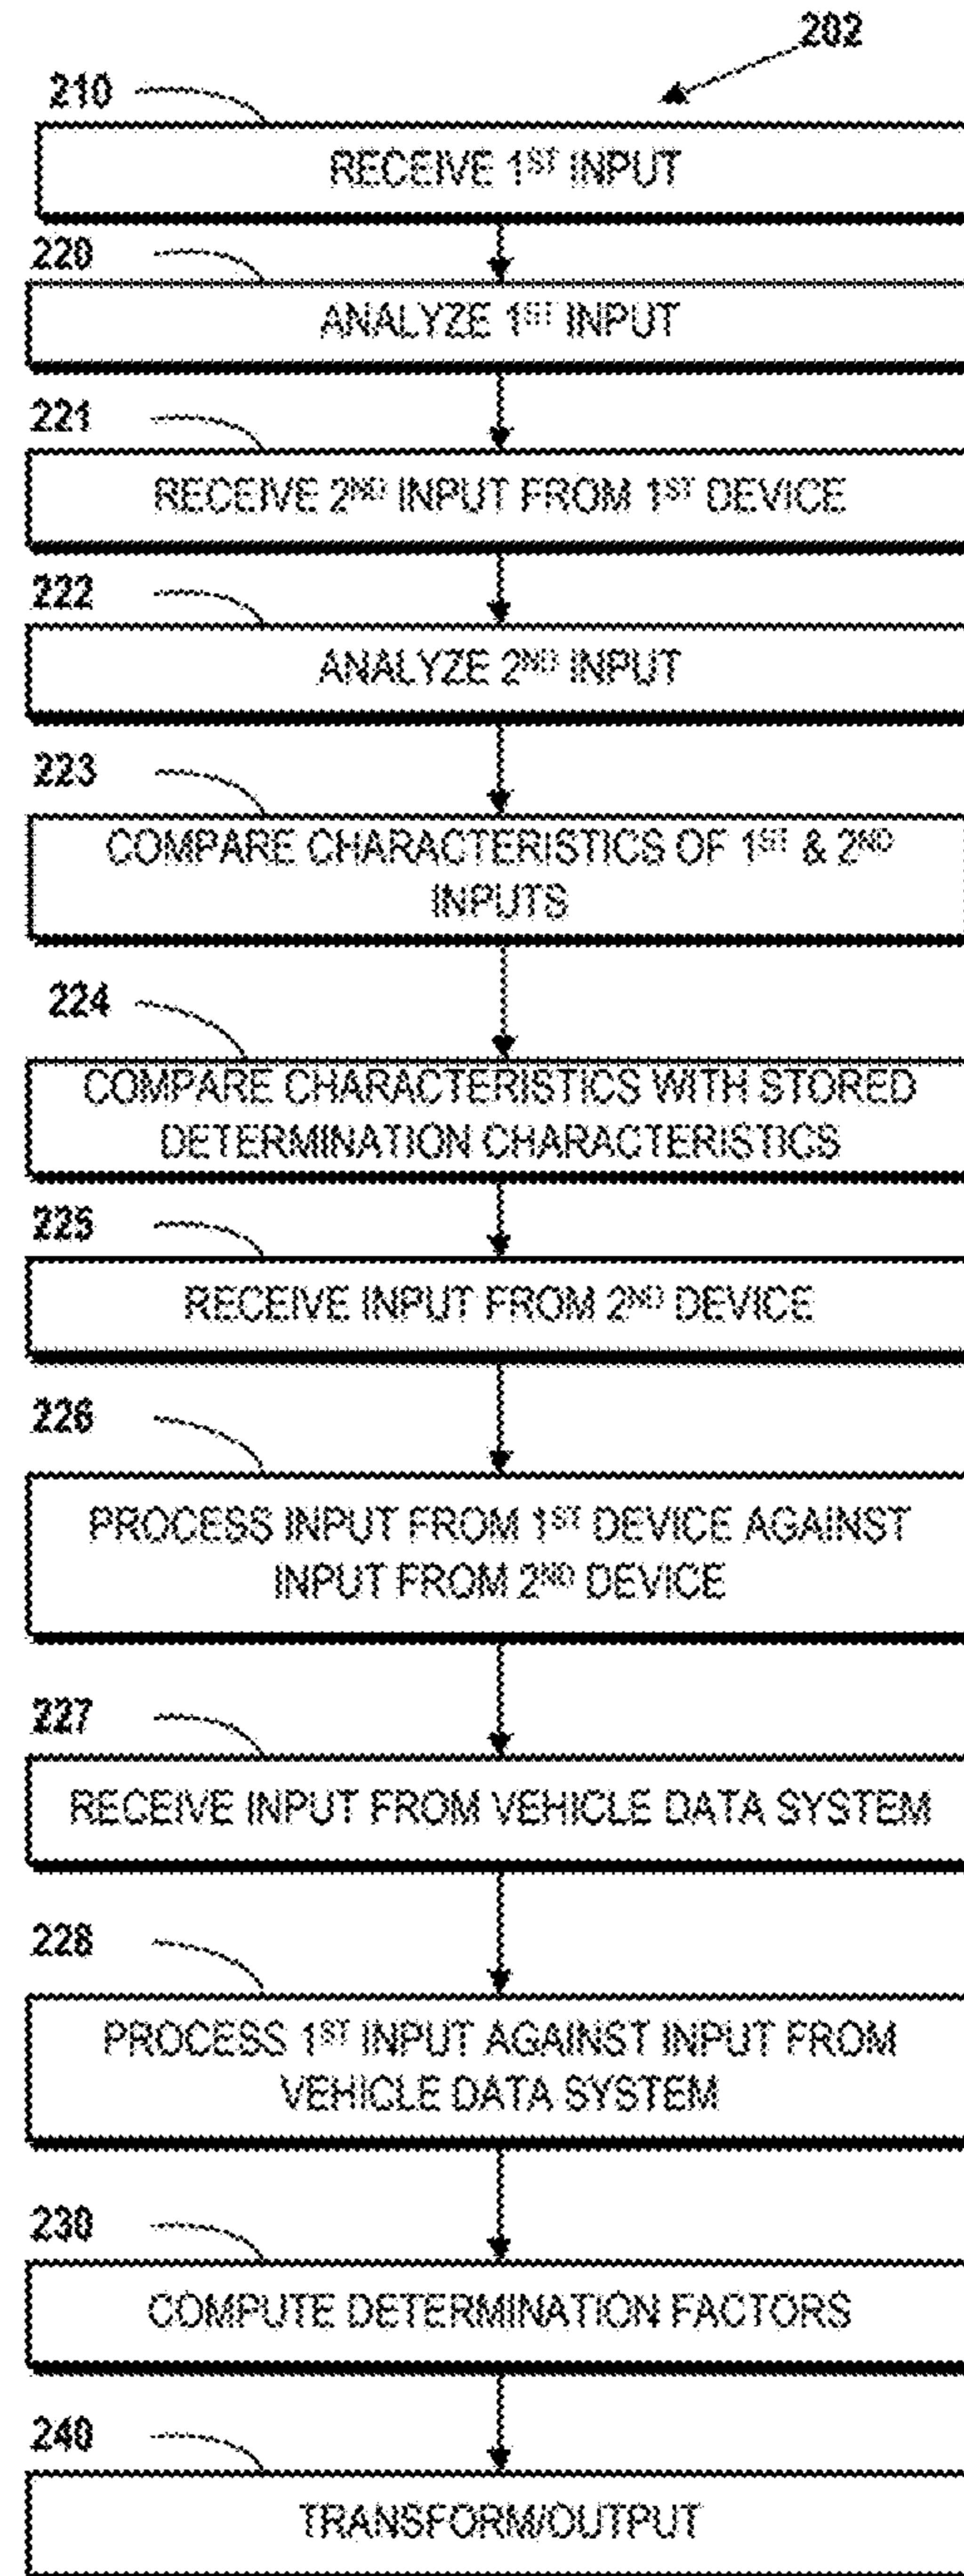 202
210
RECEIVE 1ST INPUT
220
ANALYZE 1ST INPUT
221
RECEIVE 2ND INPUT FROM 1ST DEVICE
222
ANALYZE 2ND INPUT
223
COMPARE CHARACTERISTICS OF 1ST & 2ND
INPUTS
224
COMPARE CHARACTERISTICS WITH STORED
DETERMINATION CHARACTERISTICS
225
RECEIVE INPUT FROM 2ND DEVICE
226
PROCESS INPUT FROM 1ST DEVICE AGAINST
INPUT FROM 2ND DEVICE
227
RECEIVE INPUT FROM VEHICLE DATA SYSTEM
228
PROCESS 1ST INPUT AGAINST INPUT FROM
VEHICLE DATA SYSTEM
230
COMPUTE DETERMINATION FACTORS
240
TRANSFORM/OUTPUT